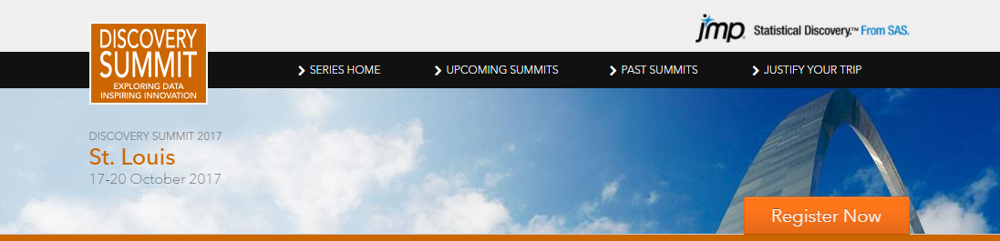 jmp Statistical Discovery.™ From SAS.
DISCOVERY
SUMMIT
EXPLORING DATA
INSPIRING INNOVATION
SERIES HOME
UPCOMING SUMMITS
PAST SUMMITS
JUSTIFY YOUR TRIP
DISCOVERY SUMMIT 2017
St. Louis
17-20 October 2017
Register Now